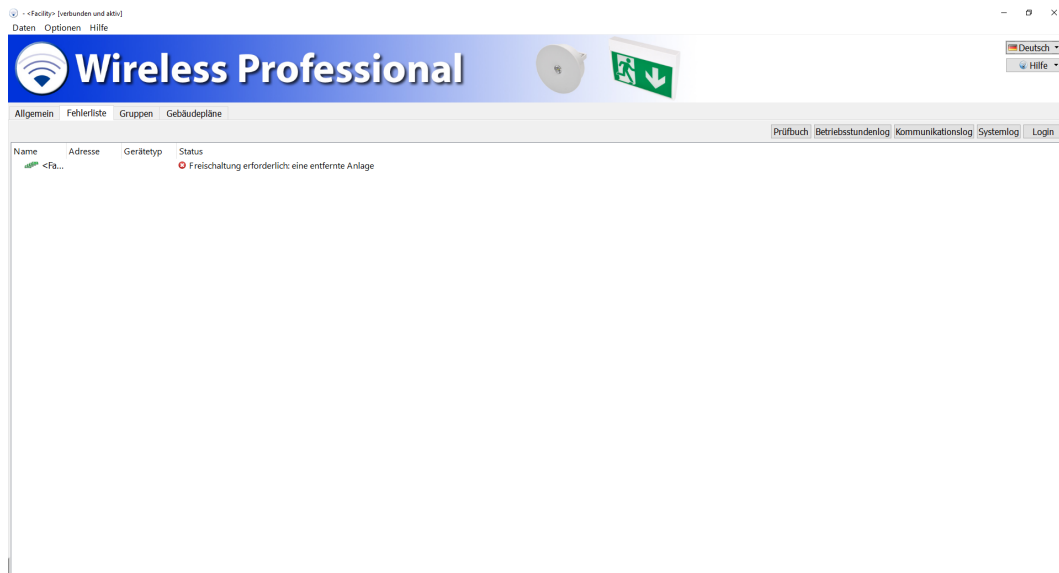 - <Facility> [verbunden und aktiv]
Daten Optionen Hilfe
Wireless Professional
Deutsch
Hilfe
Allgemein Fehlerliste Gruppen Gebäudepläne
Prüfbuch Betriebsstundenlog Kommunikationslog Systemlog Login
Name Adresse Gerätetyp Status
<Fa... Freischaltung erforderlich: eine entfernte Anlage